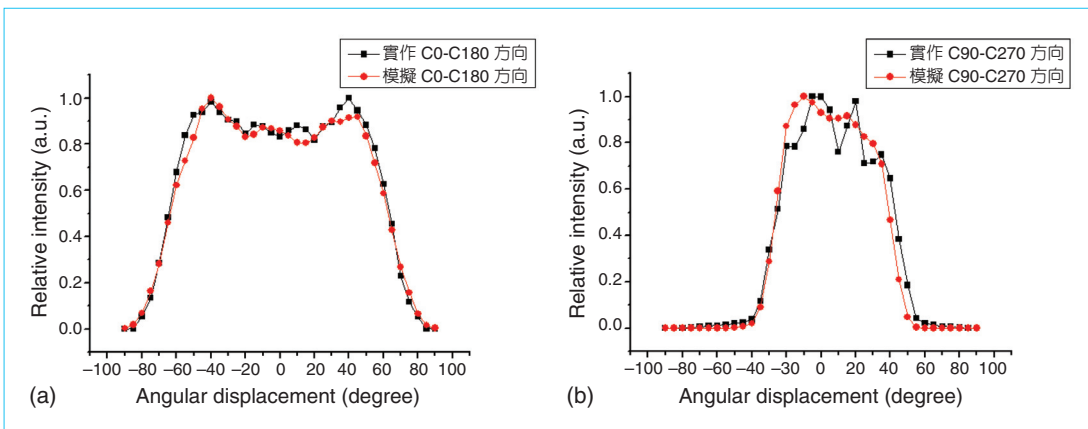 實作 C0-C180 方向
模擬 C0-C180 方向
Relative intensity (a.u.)
1.0
0.8
0.6
0.4
0.2
0.0
–100 –80 –60 –40 –20 0 20 40 60 80 100
(a) Angular displacement (degree)
實作 C90-C270 方向
模擬 C90-C270 方向
Relative intensity (a.u.)
1.0
0.8
0.6
0.4
0.2
0.0
–100 –80 –60 –40 –30 0 20 40 60 80 100
(b) Angular displacement (degree)